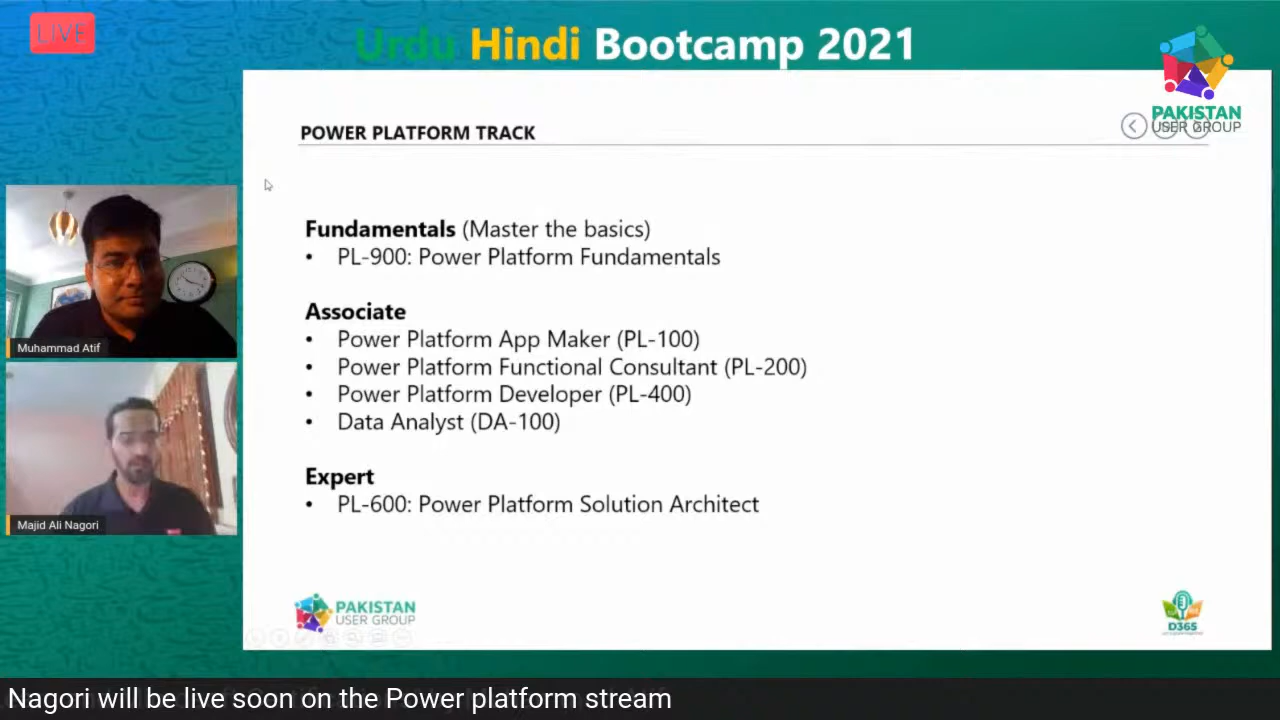 LIVE
Urdu Hindi Bootcamp 2021
PAKISTAN
USER GROUP
POWER PLATFORM TRACK
Fundamentals (Master the basics)
• PL-900: Power Platform Fundamentals
Associate
• Power Platform App Maker (PL-100)
• Power Platform Functional Consultant (PL-200)
• Power Platform Developer (PL-400)
• Data Analyst (DA-100)
Expert
• PL-600: Power Platform Solution Architect
Muhammad Atif
Majid Ali Nagori
PAKISTAN
USER GROUP
D365
Nagori will be live soon on the Power platform stream